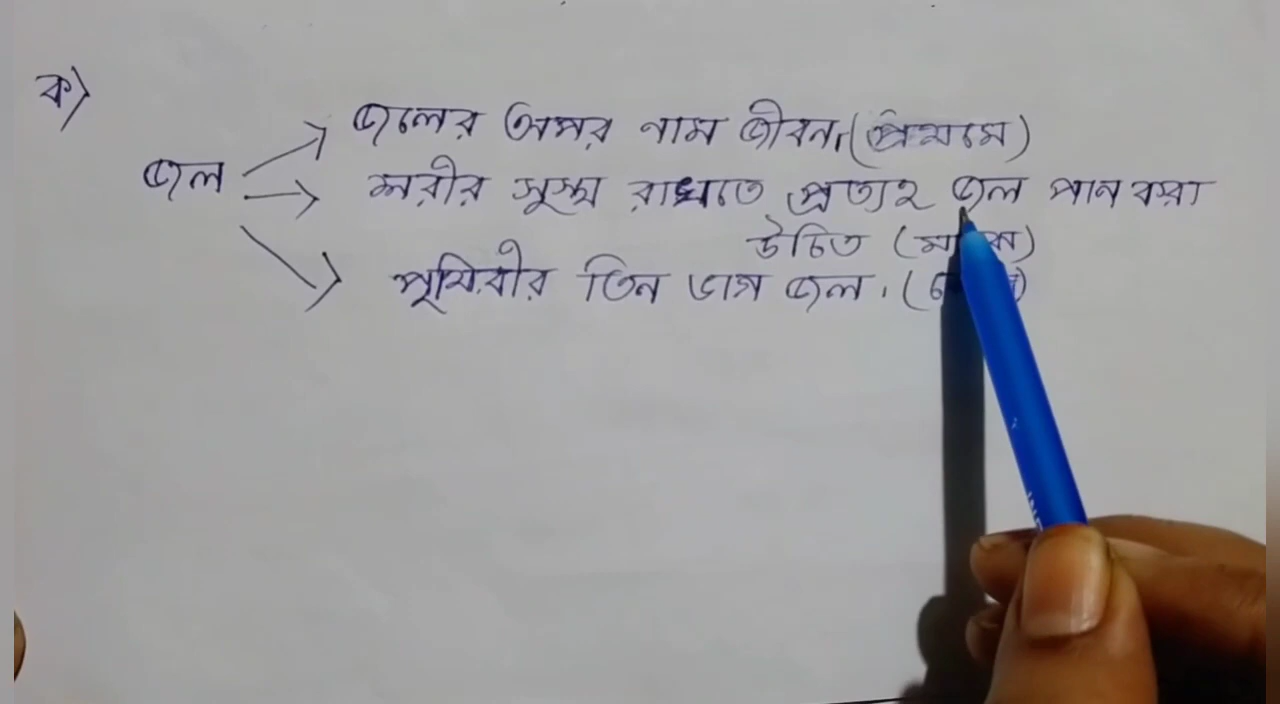 ক)
জলের অপর নাম জীবন। (প্রথমে)
জল
শরীর সুস্থ রাখতে প্রত্যহ জল পান করা
উচিত
পৃথিবীর তিন ভাগ জল।